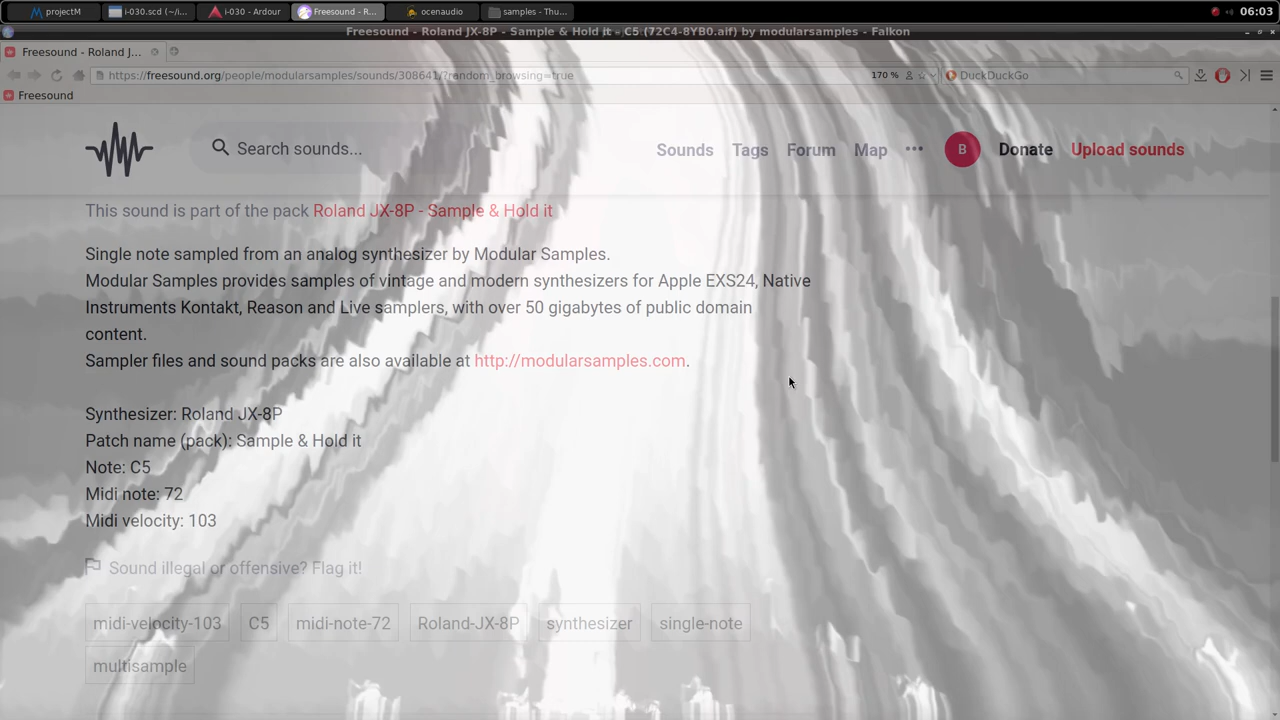 projectM
i-030.scd (~/i...
i-030 - Ardour
Freesound - R...
ocenaudio
samples - Thu...
06:03
Freesound - Roland JX-8P - Sample & Hold it - C5 (72C4-8YB0.aif) by modularsamples - Falkon
Freesound - Roland J...
https://freesound.org/people/modularsamples/sounds/308641/?random_browsing=true
170 %
DuckDuckGo
Freesound
Search sounds...
Sounds
Tags
Forum
Map
B
Donate
Upload sounds
This sound is part of the pack Roland JX-8P - Sample & Hold it
Single note sampled from an analog synthesizer by Modular Samples.
Modular Samples provides samples of vintage and modern synthesizers for Apple EXS24, Native
Instruments Kontakt, Reason and Live samplers, with over 50 gigabytes of public domain
content.
Sampler files and sound packs are also available at http://modularsamples.com.
Synthesizer: Roland JX-8P
Patch name (pack): Sample & Hold it
Note: C5
Midi note: 72
Midi velocity: 103
Sound illegal or offensive? Flag it!
midi-velocity-103
C5
midi-note-72
Roland-JX-8P
synthesizer
single-note
multisample